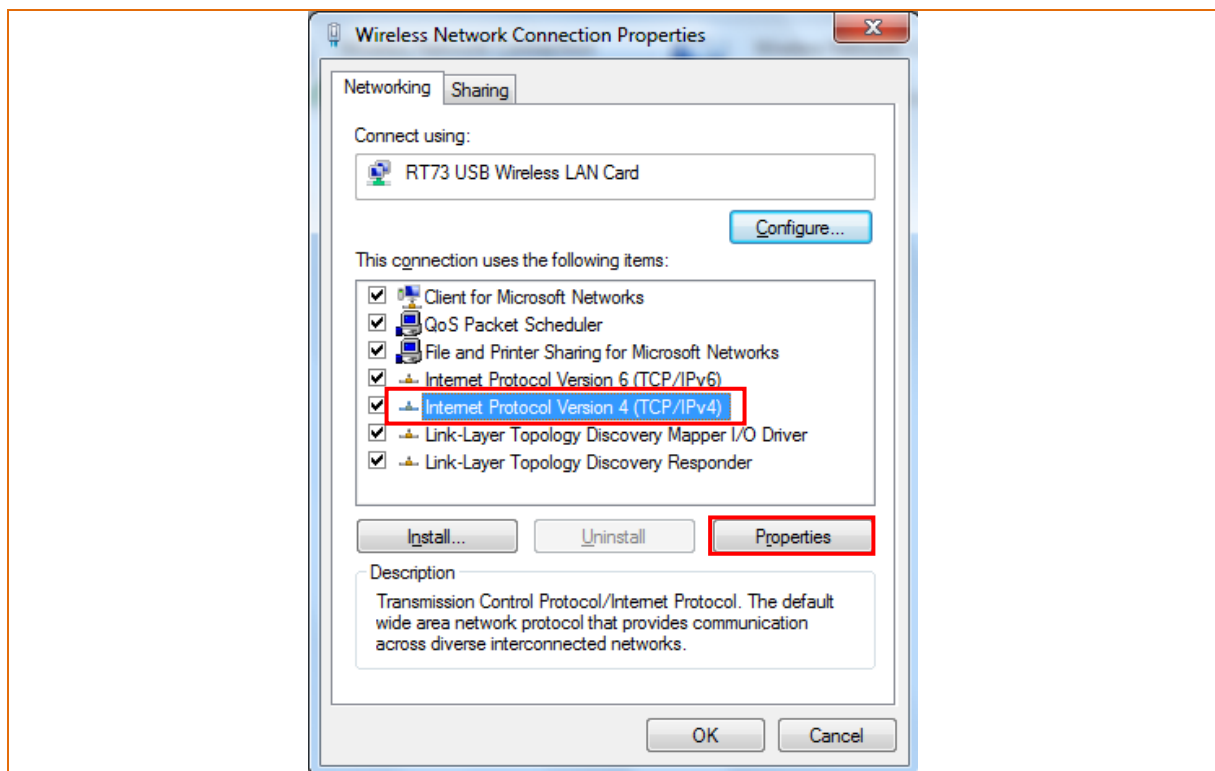 Wireless Network Connection Properties
Networking
Sharing
Connect using:
RT73 USB Wireless LAN Card
Configure...
This connection uses the following items:
Client for Microsoft Networks
QoS Packet Scheduler
File and Printer Sharing for Microsoft Networks
Internet Protocol Version 6 (TCP/IPv6)
Internet Protocol Version 4 (TCP/IPv4)
Link-Layer Topology Discovery Mapper I/O Driver
Link-Layer Topology Discovery Responder
Install...
Uninstall
Properties
Description
Transmission Control Protocol/Internet Protocol. The default
wide area network protocol that provides communication
across diverse interconnected networks.
OK
Cancel